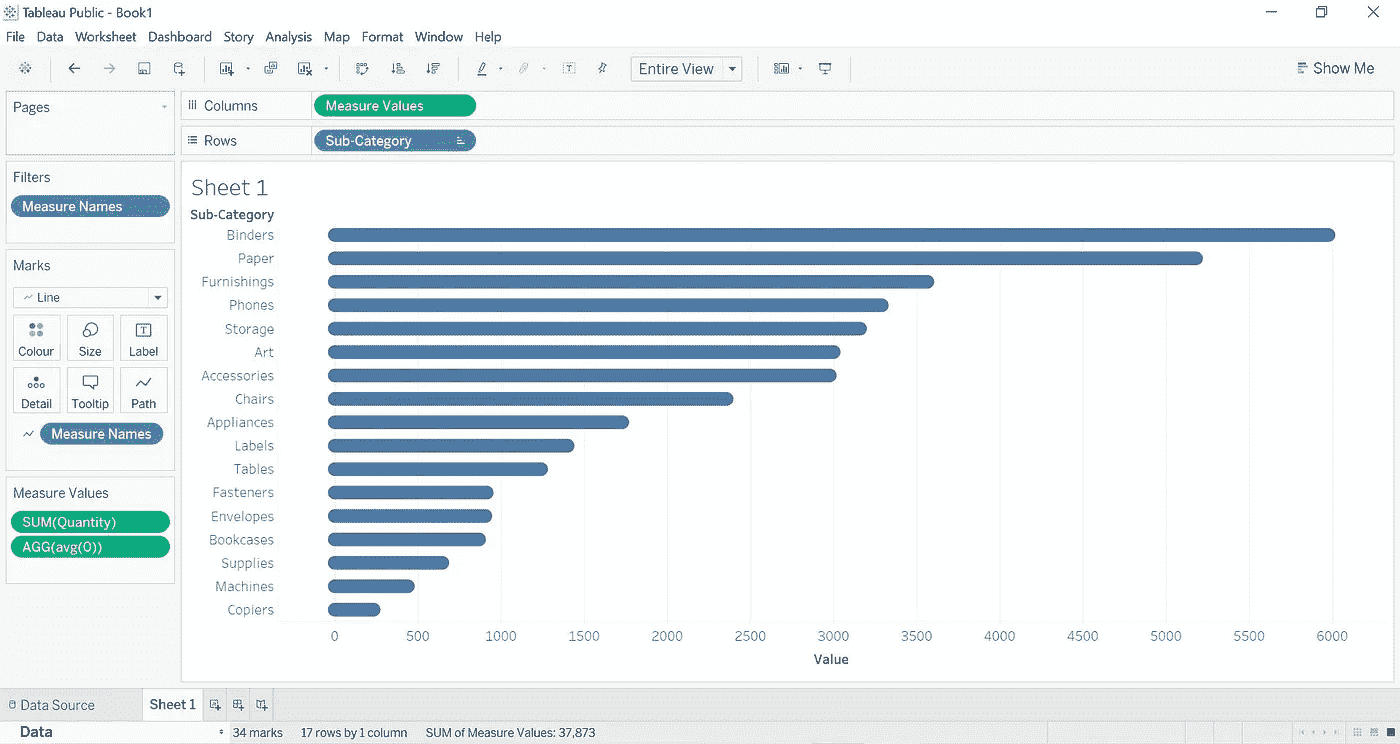 Tableau Public - Book1
File Data Worksheet Dashboard Story Analysis Map Format Window Help
Entire View
Show Me
Pages
Columns
Measure Values
Rows
Sub-Category
Filters
Measure Names
Marks
Line
Colour Size Label
Detail Tooltip Path
Measure Names
Measure Values
SUM(Quantity)
AGG(avg(0))
Sheet 1
Sub-Category
Binders
Paper
Furnishings
Phones
Storage
Art
Accessories
Chairs
Appliances
Labels
Tables
Fasteners
Envelopes
Bookcases
Supplies
Machines
Copiers
0 500 1000 1500 2000 2500 3000 3500 4000 4500 5000 5500 6000
Value
Data Source Sheet 1
Data 34 marks 17 rows by 1 column SUM of Measure Values: 37,873